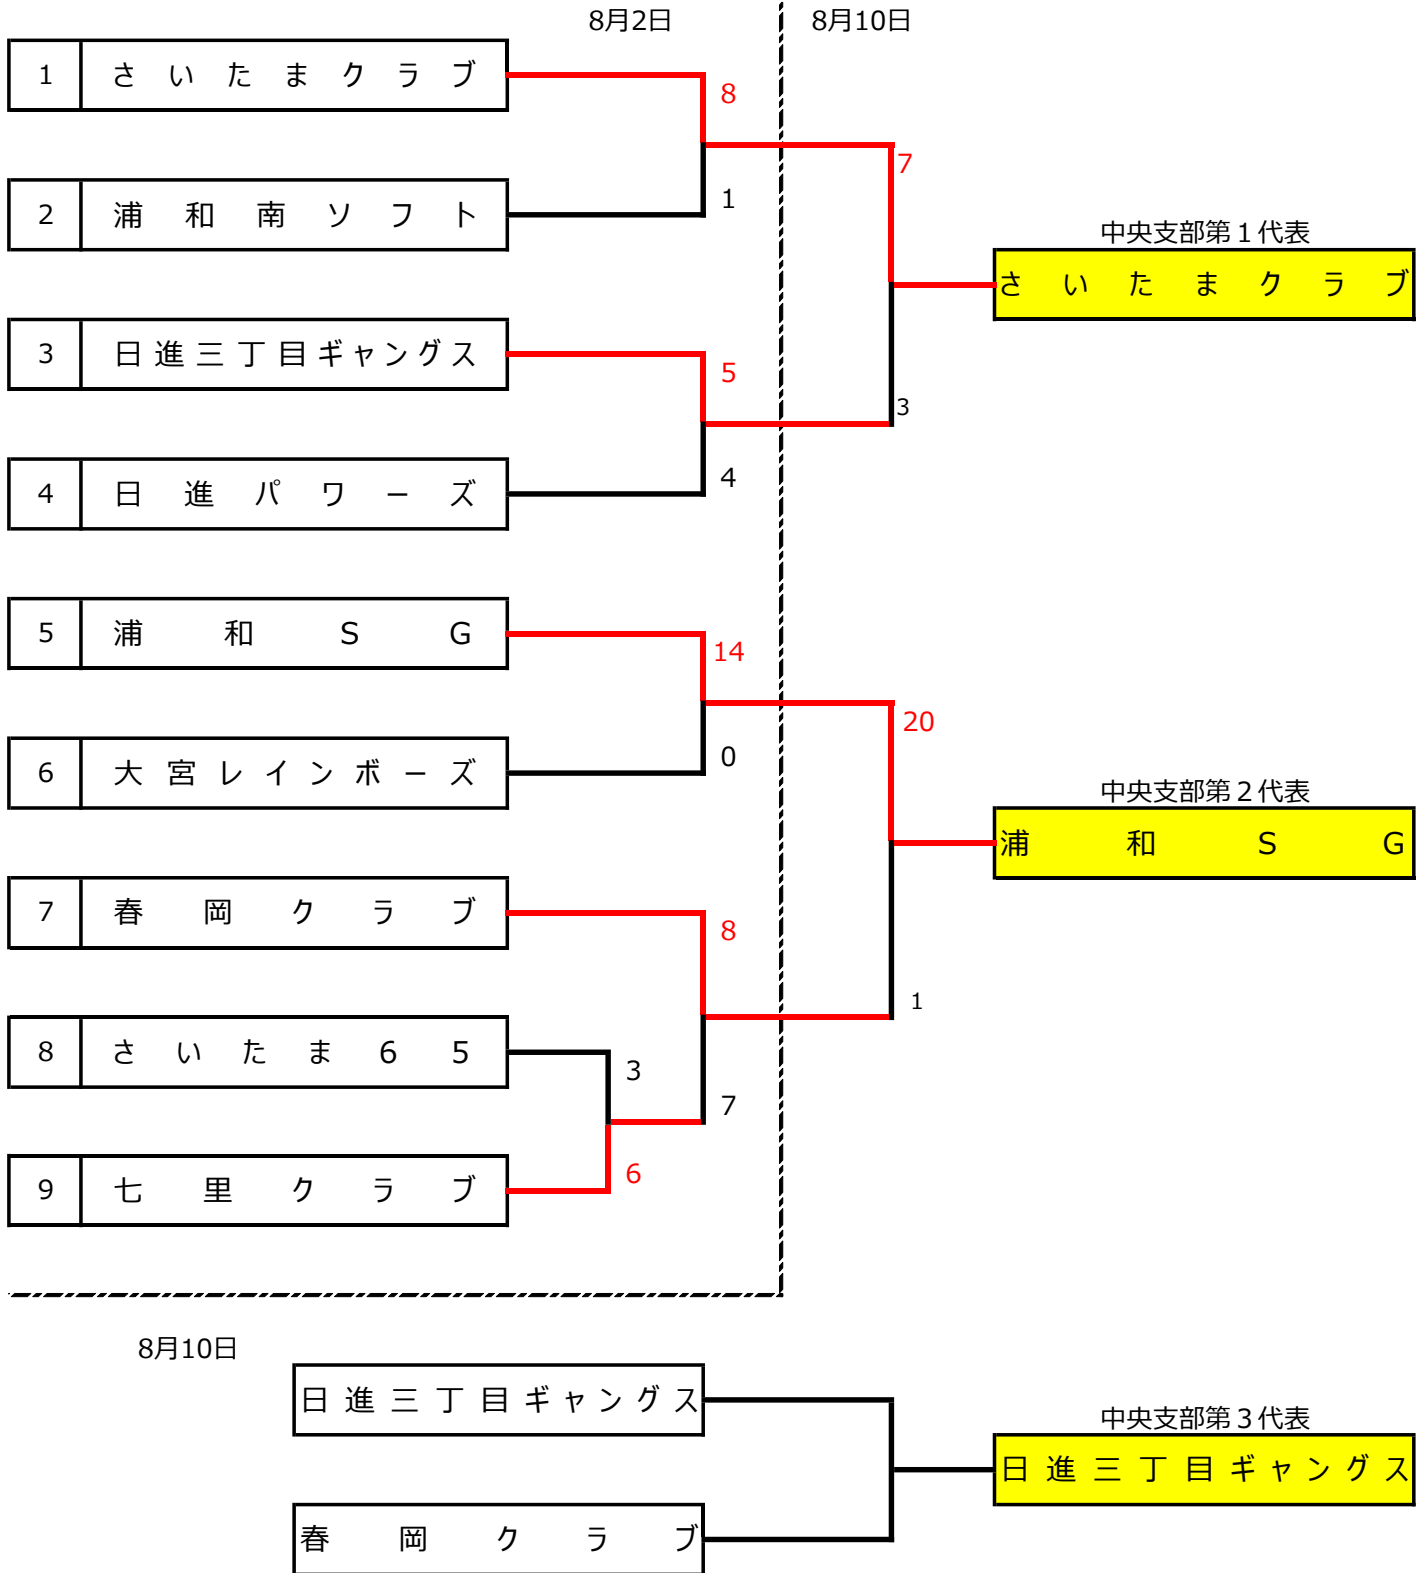 8月2日
8月10日
1 さいたまクラブ
8
7
2 浦和南ソフト
1
中央支部第１代表
さいたまクラブ
3 日進三丁目ギャングス
5
3
4 日進パワーズ
4
5 浦和SG
14
20
6 大宮レインボーズ
0
中央支部第２代表
浦和SG
7 春岡クラブ
8
1
8 さいたま６５
3
7
9 七里クラブ
6
8月10日
日進三丁目ギャングス
中央支部第３代表
日進三丁目ギャングス
春岡クラブ